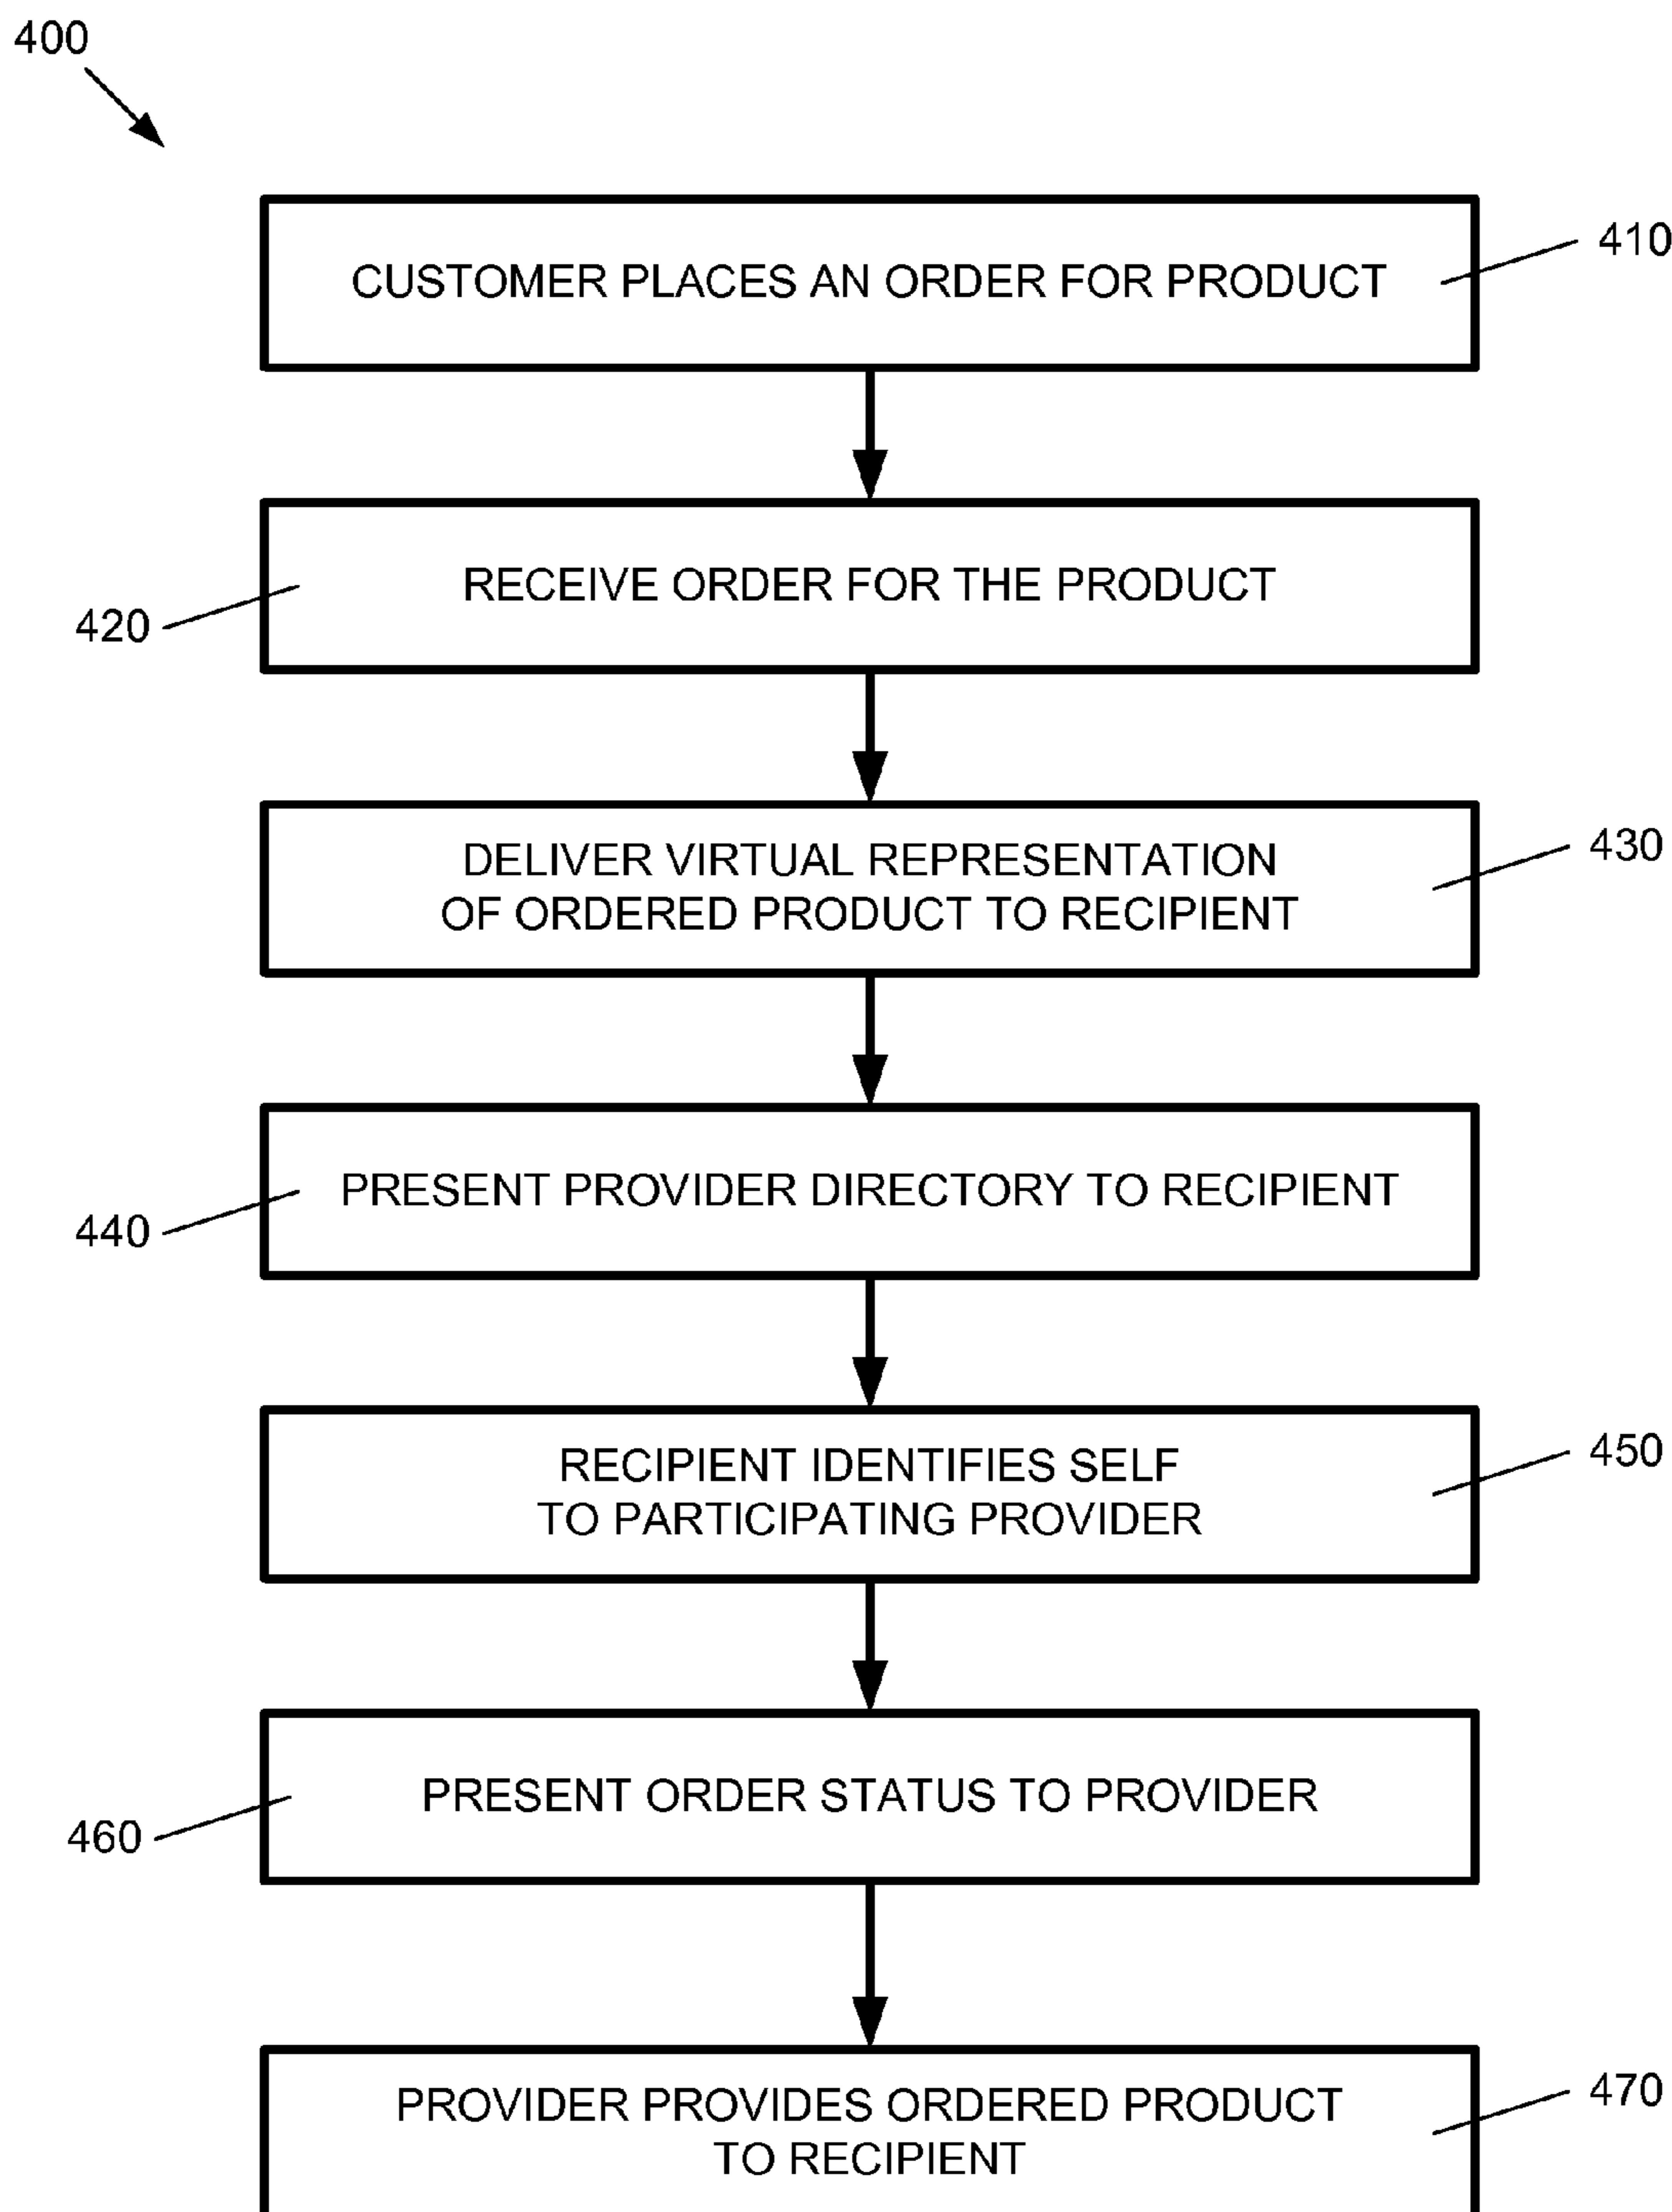 400
CUSTOMER PLACES AN ORDER FOR PRODUCT
410
RECEIVE ORDER FOR THE PRODUCT
420
DELIVER VIRTUAL REPRESENTATION
OF ORDERED PRODUCT TO RECIPIENT
430
PRESENT PROVIDER DIRECTORY TO RECIPIENT
440
RECIPIENT IDENTIFIES SELF
TO PARTICIPATING PROVIDER
450
PRESENT ORDER STATUS TO PROVIDER
460
PROVIDER PROVIDES ORDERED PRODUCT
TO RECIPIENT
470